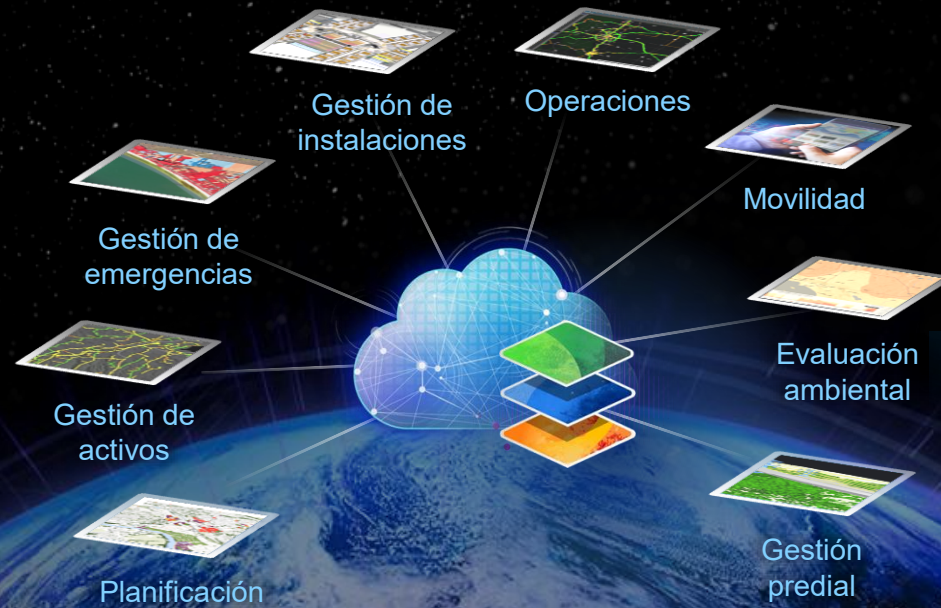 Gestión de
instalaciones
Operaciones
Movilidad
Gestión de
emergencias
Evaluación
ambiental
Gestión de
activos
Gestión
predial
Planificación